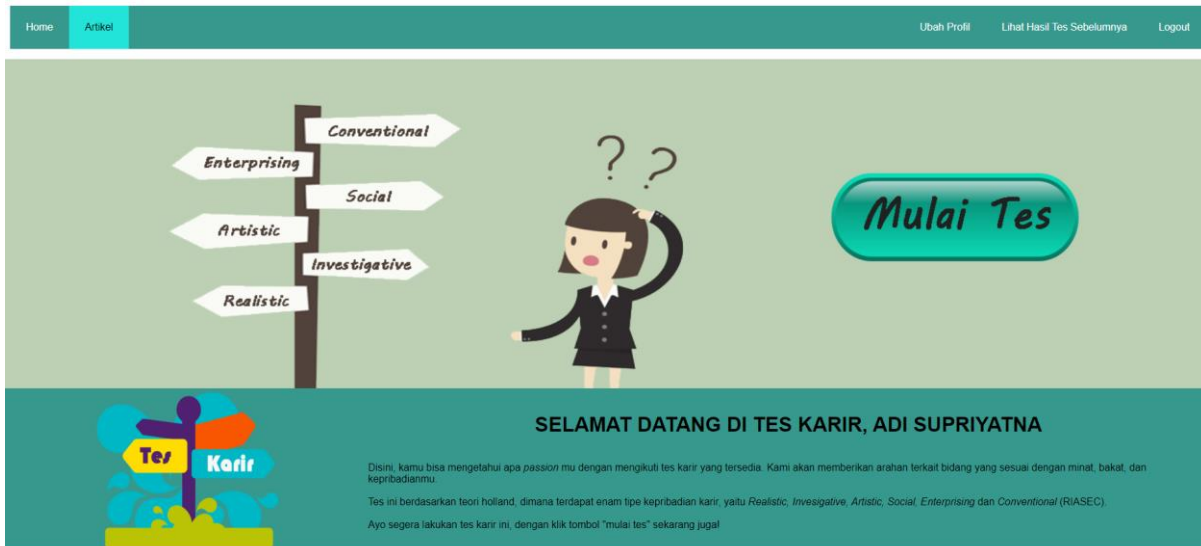 Home Artikel Ubah Profil Lihat Hasil Tes Sebelumnya Logout
Conventional
Enterprising
Social
Artistic
Investigative
Realistic
? ?
Mulai Tes
Tes
Karir
SELAMAT DATANG DI TES KARIR, ADI SUPRIYATNA
Disini, kamu bisa mengetahui apa passion mu dengan mengikuti tes karir yang tersedia. Kami akan memberikan arahan terkait bidang yang sesuai dengan minat, bakat, dan
kepribadianmu.
Tes ini berdasarkan teori holland, dimana terdapat enam tipe kepribadian karir, yaitu Realistic, Invesigative, Artistic, Social, Enterprising dan Conventional (RIASEC).
Ayo segera lakukan tes karir ini, dengan klik tombol "mulai tes" sekarang juga!